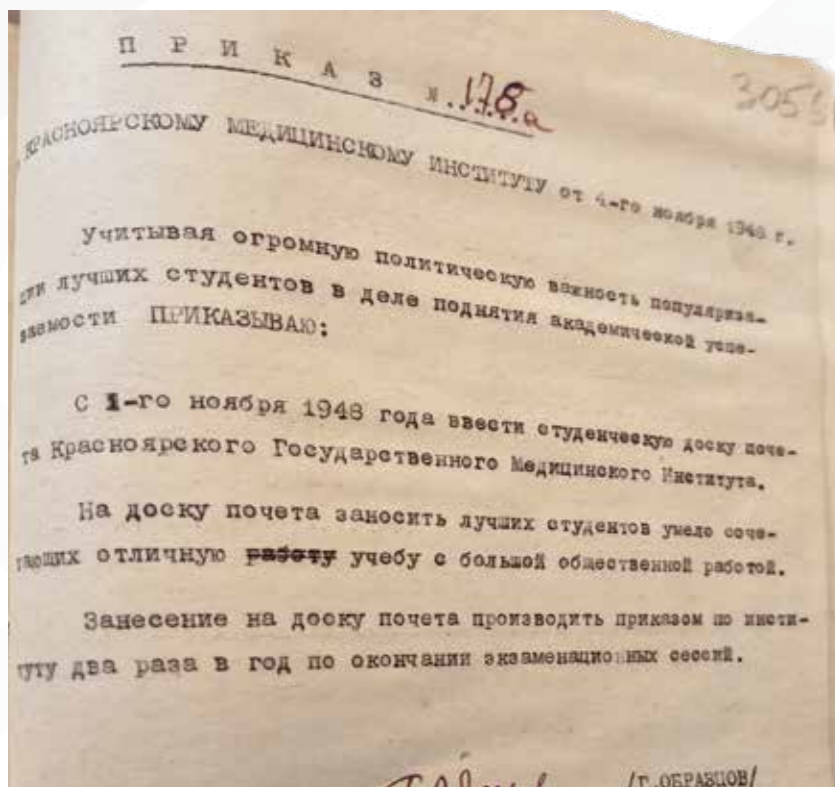 П Р И К А З № 178а
305
КРАСНОЯРСКОМУ МЕДИЦИНСКОМУ ИНСТИТУТУ от 4-го ноября 1948 г.
Учитывая огромную политическую важность популяриза-
ции лучших студентов в деле поднятия академической успе-
ваемости ПРИКАЗЫВАЮ:
С 1-го ноября 1948 года ввести студенческую доску поче-
та Красноярского Государственного Медицинского Института.
На доску почета заносить лучших студентов умело соче-
тающих отличную работу учебу с большой общественной работой.
Занесение на доску почета производить приказом по инсти-
туту два раза в год по окончании экзаменационных сессий.
/Г.ОБРАЗЦОВ/